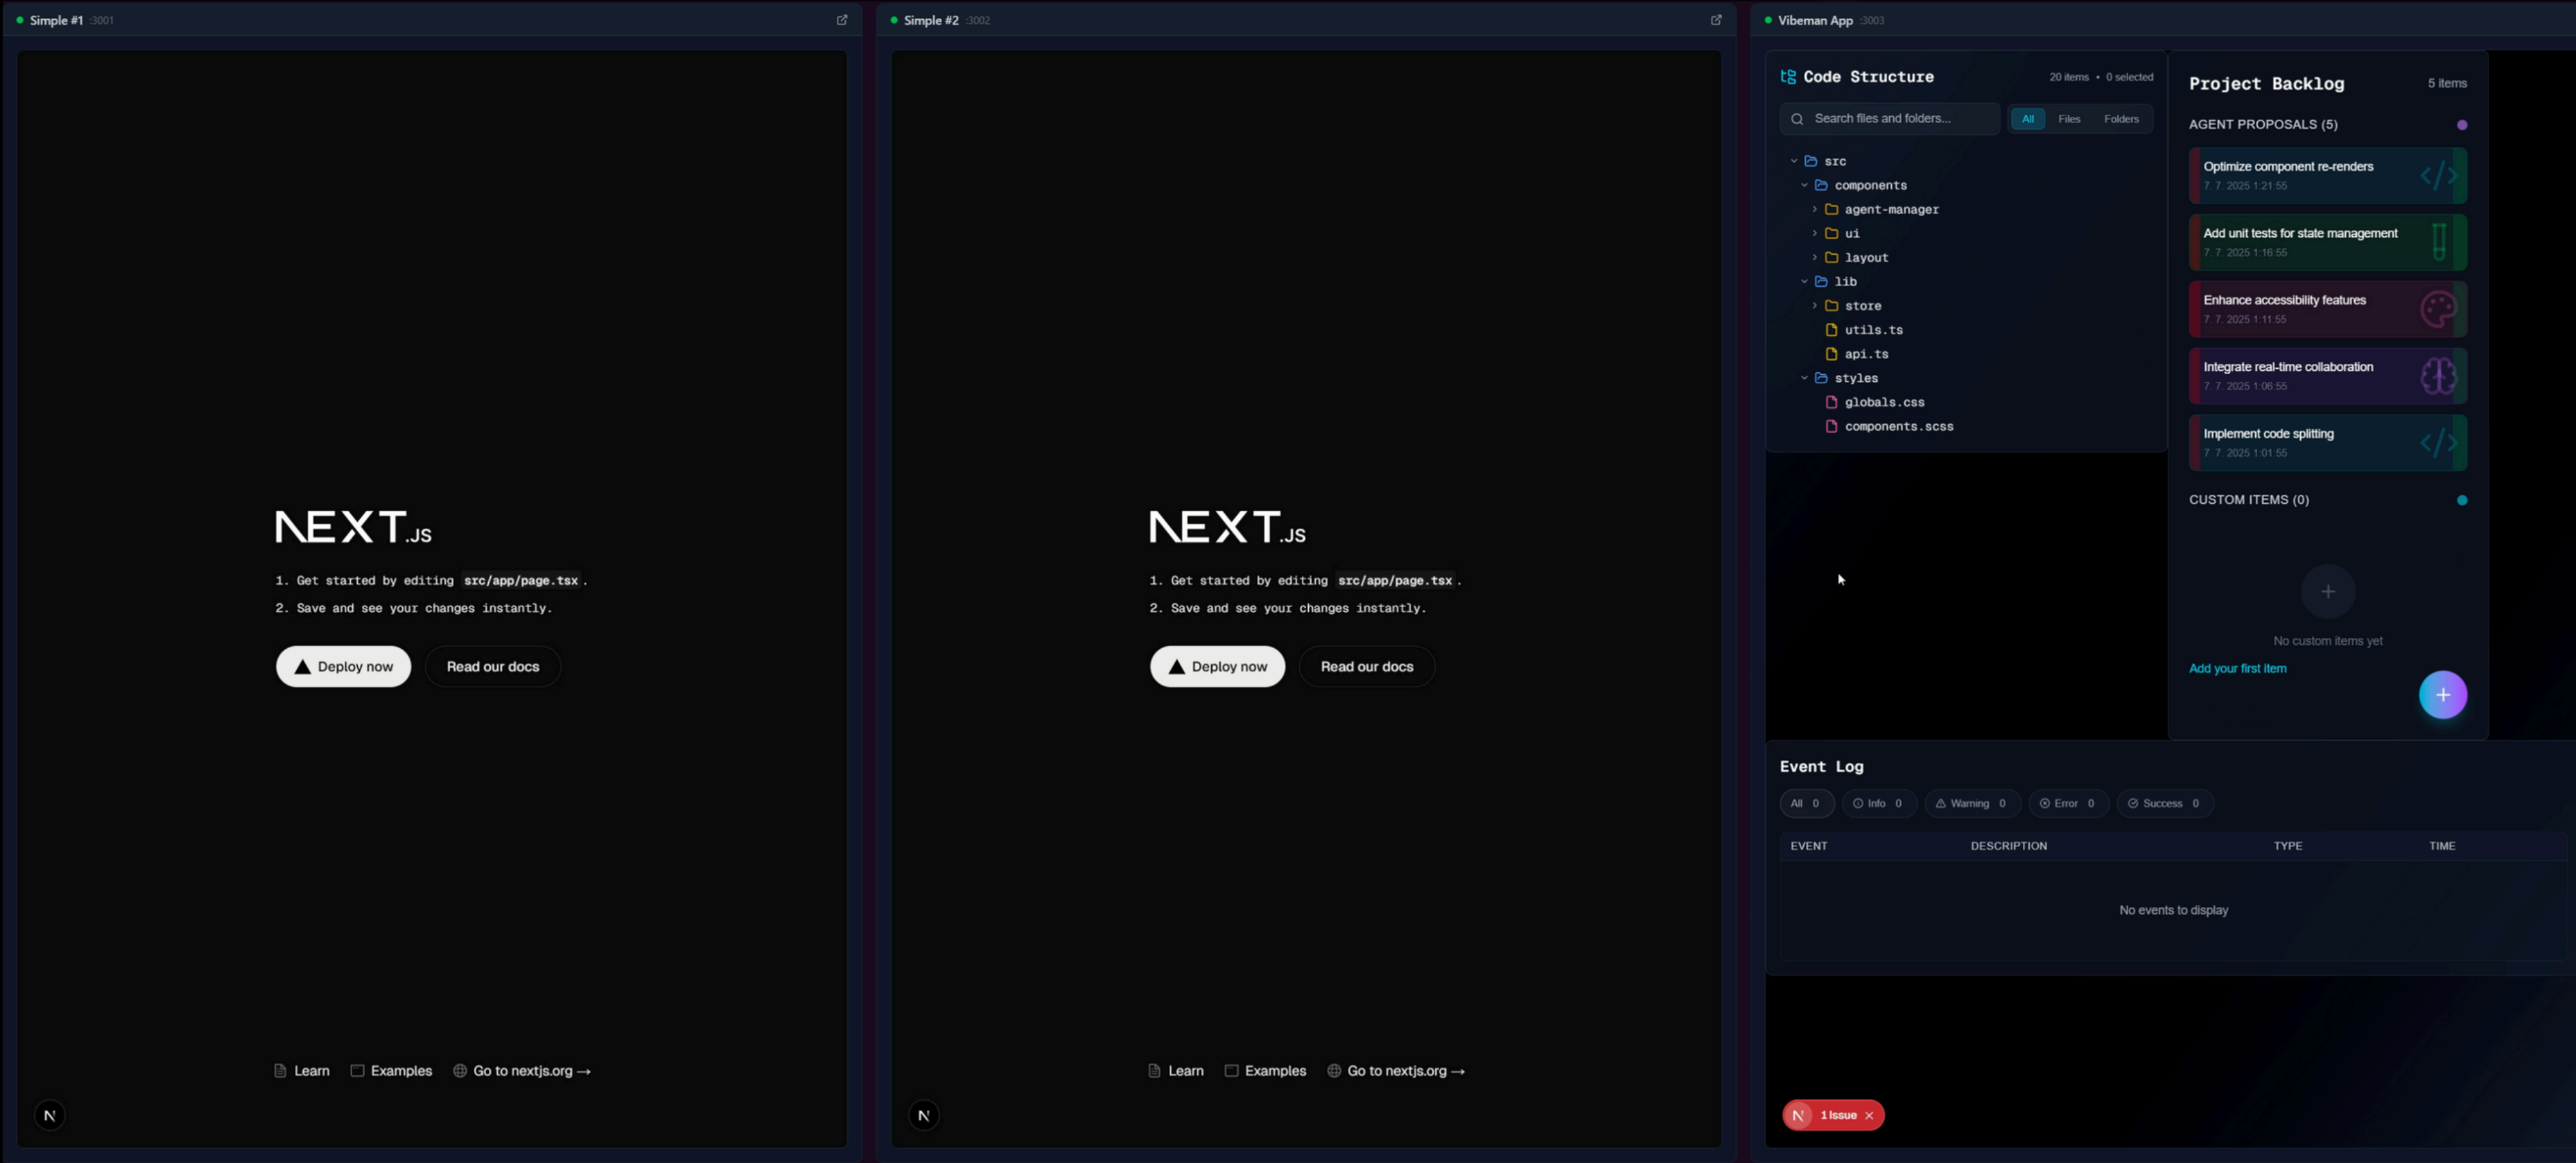 Simple #1 :3001
NEXT.JS
1. Get started by editing src/app/page.tsx.
2. Save and see your changes instantly.
Deploy now
Read our docs
Learn
Examples
Go to nextjs.org →
N
Simple #2 :3002
NEXT.JS
1. Get started by editing src/app/page.tsx.
2. Save and see your changes instantly.
Deploy now
Read our docs
Learn
Examples
Go to nextjs.org →
N
Vibeman App :3003
Code Structure
20 items • 0 selected
Search files and folders...
All
Files
Folders
src
components
agent-manager
ui
layout
lib
store
utils.ts
api.ts
styles
globals.css
components.scss
Project Backlog
5 items
AGENT PROPOSALS (5)
Optimize component re-renders
7. 7. 2025 1:21:55
Add unit tests for state management
7. 7. 2025 1:16:55
Enhance accessibility features
7. 7. 2025 1:11:55
Integrate real-time collaboration
7. 7. 2025 1:06:55
Implement code splitting
7. 7. 2025 1:01:55
CUSTOM ITEMS (0)
No custom items yet
Add your first item
Event Log
All 0
Info 0
Warning 0
Error 0
Success 0
EVENT
DESCRIPTION
TYPE
TIME
No events to display
N
1 Issue